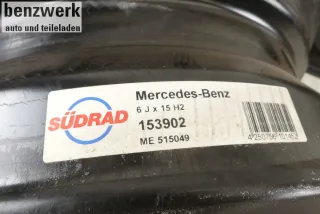 benzwerk
auto und teileladen
SÜDRAD
Mercedes-Benz
6 J x 15 H2
153902
ME 515049